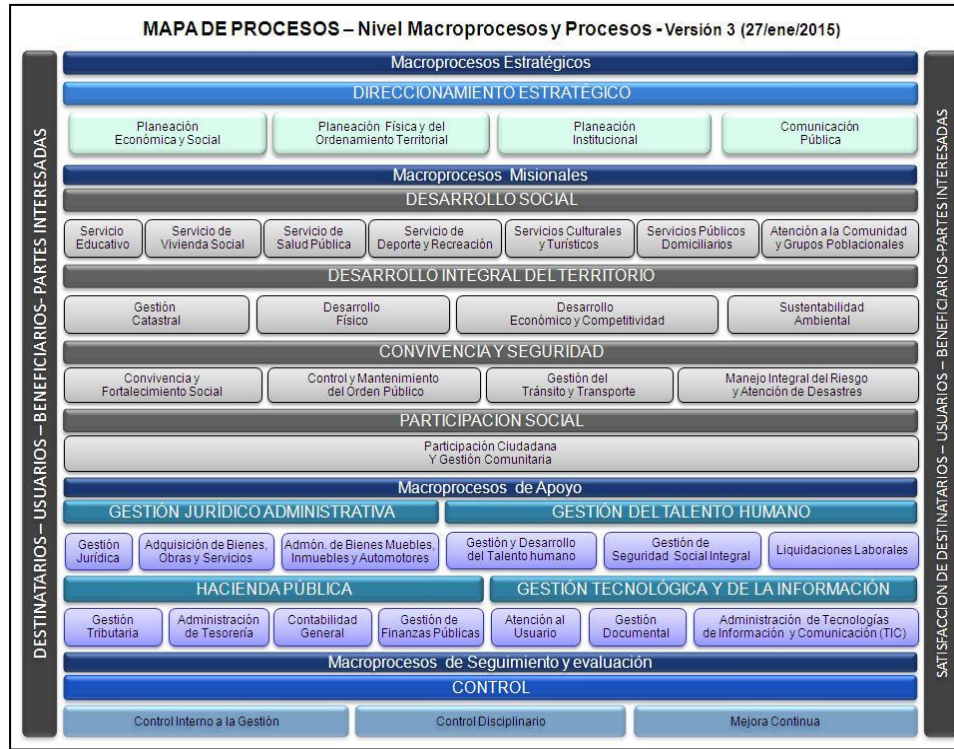 MAPA DE PROCESOS – Nivel Macroprocesos y Procesos - Versión 3 (27/ene/2015)
DESTINATARIOS – USUARIOS – BENEFICIARIOS- PARTES INTERESADAS
Macroprocesos Estratégicos
DIRECCIONAMIENTO ESTRATÉGICO
Planeación
Económica y Social
Planeación Física y del
Ordenamiento Territorial
Planeación
Institucional
Comunicación
Pública
Macroprocesos Misionales
DESARROLLO SOCIAL
Servicio
Educativo
Servicio de
Vivienda Social
Servicio de
Salud Pública
Servicio de
Deporte y Recreación
Servicios Culturales
y Turísticos
Servicios Públicos
Domiciliarios
Atención a la Comunidad
y Grupos Poblacionales
DESARROLLO INTEGRAL DEL TERRITORIO
Gestión
Catastral
Desarrollo
Físico
Desarrollo
Económico y Competitividad
Sustentabilidad
Ambiental
CONVIVENCIA Y SEGURIDAD
Convivencia y
Fortalecimiento Social
Control y Mantenimiento
del Orden Público
Gestión del
Tránsito y Transporte
Manejo Integral del Riesgo
y Atención de Desastres
PARTICIPACION SOCIAL
Participación Ciudadana
Y Gestión Comunitaria
Macroprocesos de Apoyo
GESTIÓN JURÍDICO ADMINISTRATIVA
GESTIÓN DEL TALENTO HUMANO
Gestión
Jurídica
Adquisición de Bienes,
Obras y Servicios
Admón. de Bienes Muebles,
Inmuebles y Automotores
Gestión y Desarrollo
del Talento humano
Gestión de
Seguridad Social Integral
Liquidaciones Laborales
HACIENDA PÚBLICA
GESTIÓN TECNOLÓGICA Y DE LA INFORMACIÓN
Gestión
Tributaria
Administración
de Tesorería
Contabilidad
General
Gestión de
Finanzas Públicas
Atención al
Usuario
Gestión
Documental
Administración de Tecnologías
de Información y Comunicación (TIC)
Macroprocesos de Seguimiento y evaluación
CONTROL
Control Interno a la Gestión
Control Disciplinario
Mejora Continua
SATISFACCION DE DESTINATARIOS – USUARIOS – BENEFICIARIOS-PARTES INTERESADAS